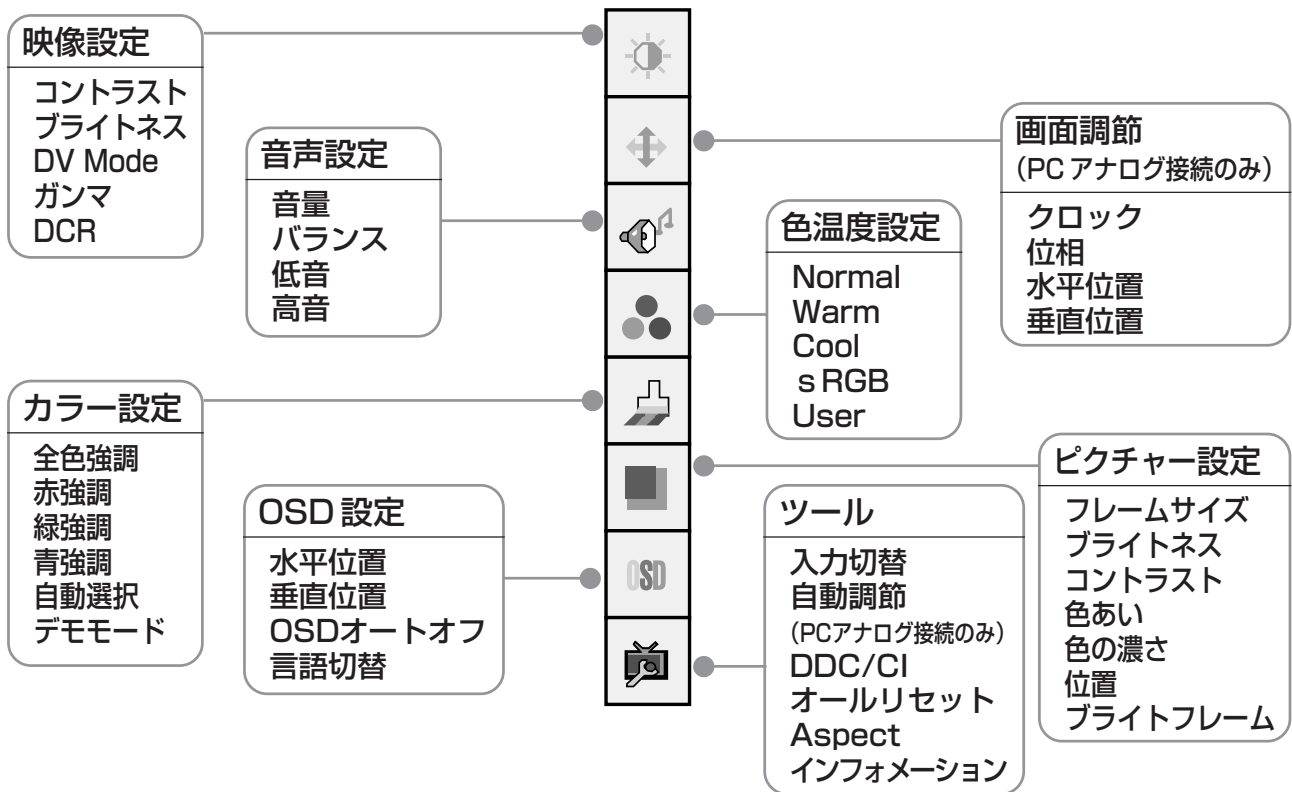 映像設定
コントラスト
ブライトネス
DV Mode
ガンマ
DCR
画面調節
（PC アナログ接続のみ）
クロック
位相
水平位置
垂直位置
音声設定
音量
バランス
低音
高音
色温度設定
Normal
Warm
Cool
s RGB
User
カラー設定
全色強調
赤強調
緑強調
青強調
自動選択
デモモード
ピクチャー設定
フレームサイズ
ブライトネス
コントラスト
色あい
色の濃さ
位置
ブライトフレーム
OSD 設定
水平位置
垂直位置
OSDオートオフ
言語切替
OSD
ツール
入力切替
自動調節
（PCアナログ接続のみ）
DDC/CI
オールリセット
Aspect
インフォメーション